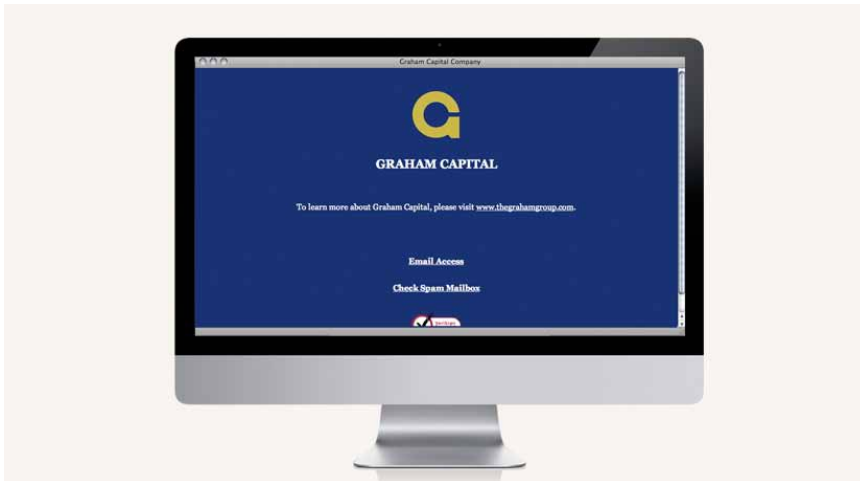 Graham Capital Company
GRAHAM CAPITAL
To learn more about Graham Capital, please visit www.thegrahamgroup.com.
Email Access
Check Spam Mailbox